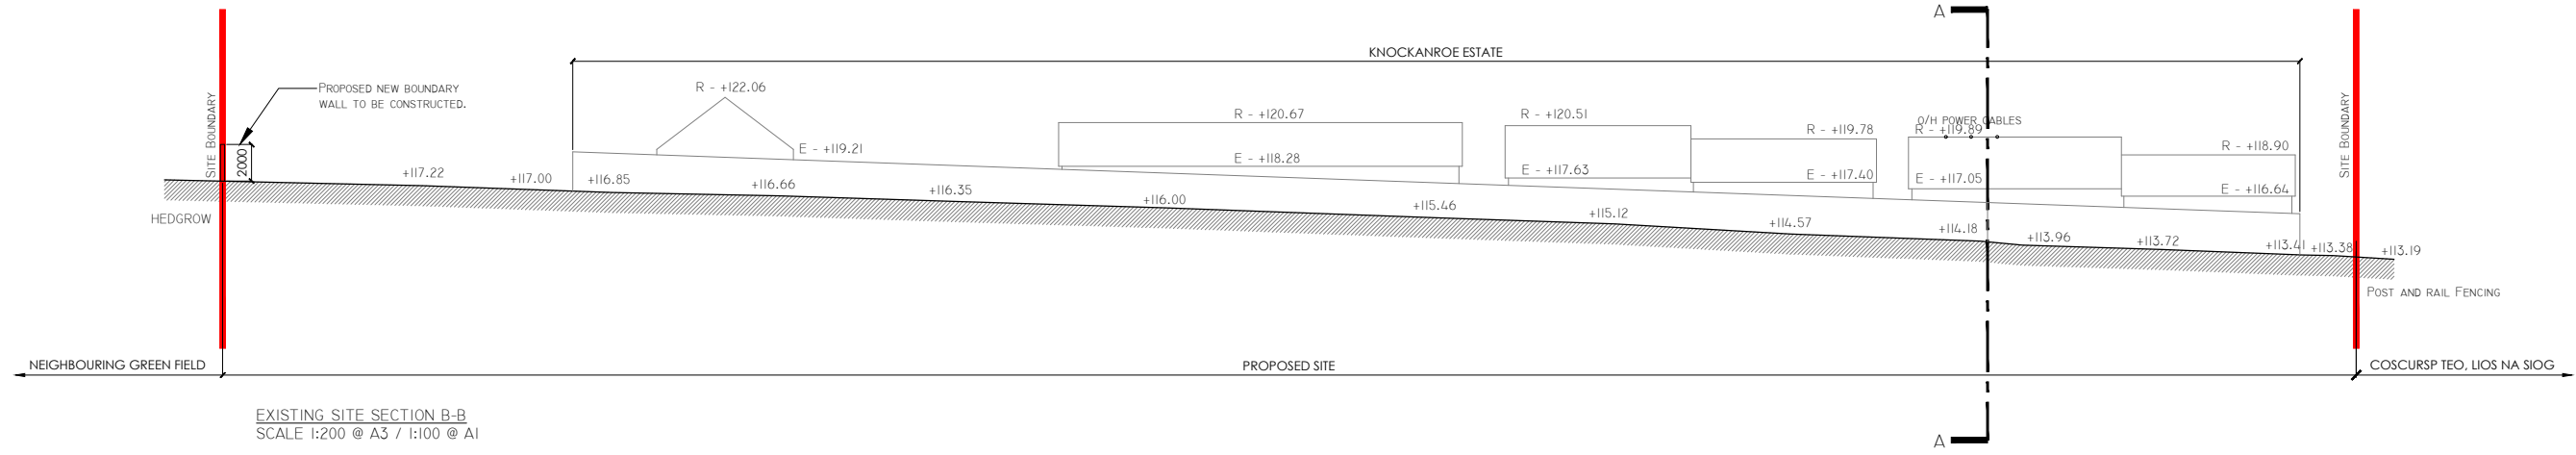 A
KNOCKANROE ESTATE
PROPOSED NEW BOUNDARY
WALL TO BE CONSTRUCTED.
SITE BOUNDARY
2000
R - +122.06
E - +119.21
R - +120.67
E - +118.28
R - +120.51
E - +117.63
R - +119.78
E - +117.40
O/H POWER CABLES
R - +119.89
E - +117.05
R - +118.90
E - +116.64
SITE BOUNDARY
+117.22
+117.00
+116.85
+116.66
+116.35
+116.00
+115.46
+115.12
+114.57
+114.18
+113.96
+113.72
+113.41
+113.38
+113.19
HEDGROW
POST AND RAIL FENCING
NEIGHBOURING GREEN FIELD
PROPOSED SITE
COSCURSP TEO, LIOS NA SIOG
EXISTING SITE SECTION B-B
SCALE 1:200 @ A3 / 1:100 @ A1
A